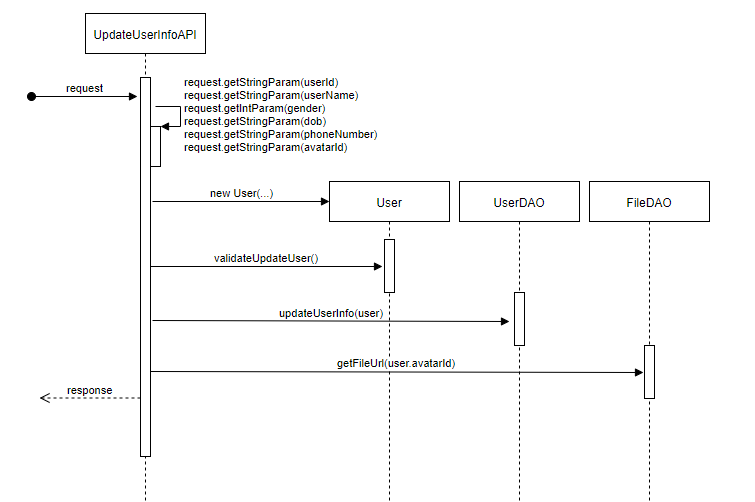 UpdateUserInfoAPI
request
request.getStringParam(userId)
request.getStringParam(userName)
request.getIntParam(gender)
request.getStringParam(dob)
request.getStringParam(phoneNumber)
request.getStringParam(avatarId)
new User(...)
User
UserDAO
FileDAO
validateUpdateUser()
updateUserInfo(user)
getFileUrl(user.avatarId)
response